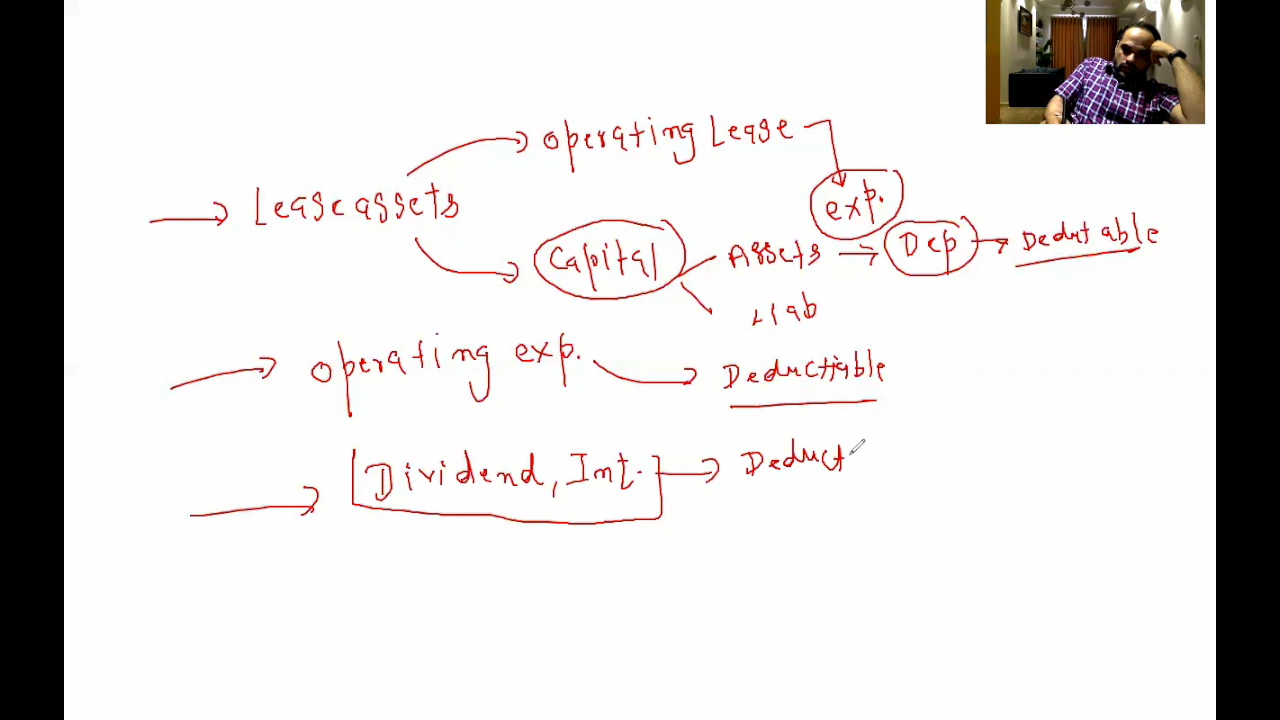 operating Lease
Lease assets
exp.
Capital Assets Dep Dedutable
Liab
operating exp. Deductiable
Dividend, Int. Deduct